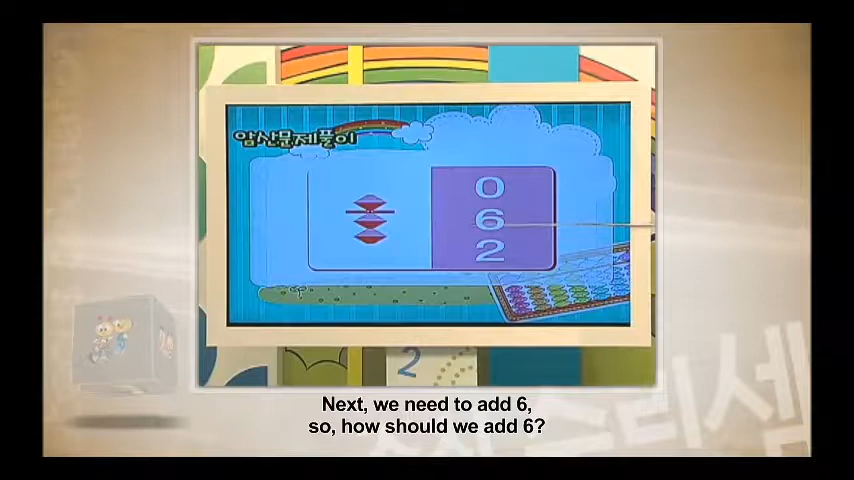 암산문제풀이
0
6
2
2
Next, we need to add 6,
so, how should we add 6?